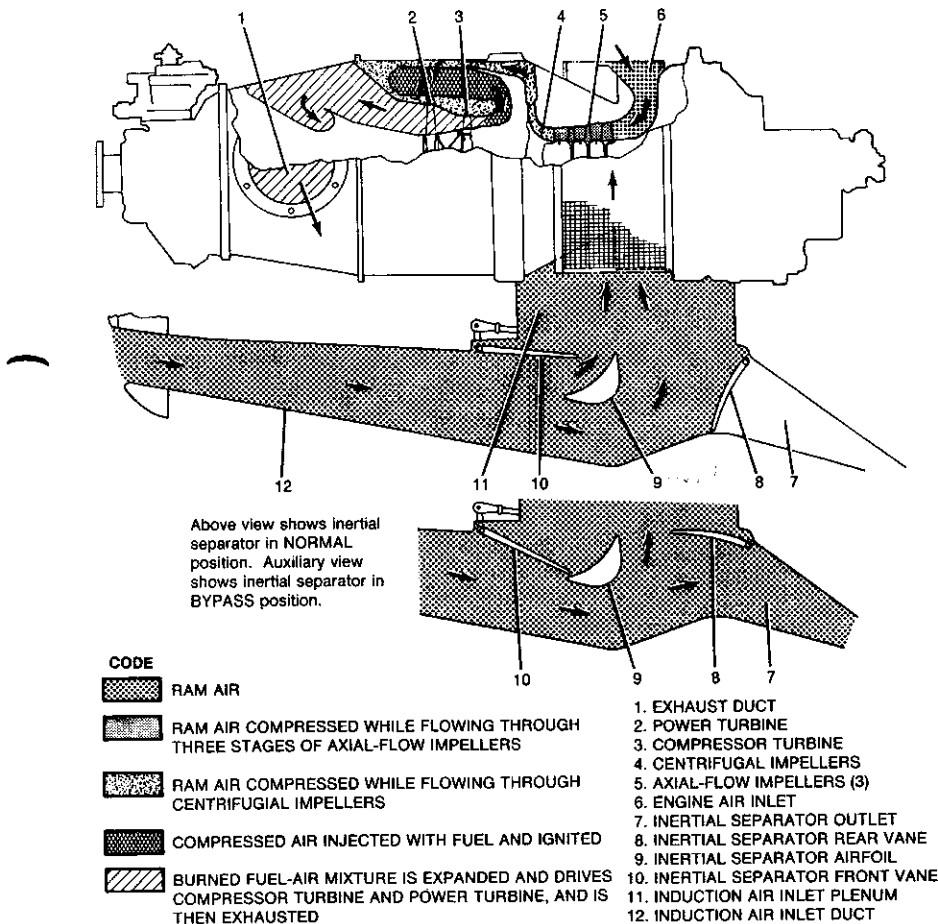 1 2 3 4 5 6
11 10 9 8 7
12
Above view shows inertial
separator in NORMAL
position. Auxiliary view
shows inertial separator in
BYPASS position.
10 9 8 7
CODE
RAM AIR
RAM AIR COMPRESSED WHILE FLOWING THROUGH
THREE STAGES OF AXIAL-FLOW IMPELLERS
RAM AIR COMPRESSED WHILE FLOWING THROUGH
CENTRIFUGIAL IMPELLERS
COMPRESSED AIR INJECTED WITH FUEL AND IGNITED
BURNED FUEL-AIR MIXTURE IS EXPANDED AND DRIVES
COMPRESSOR TURBINE AND POWER TURBINE, AND IS
THEN EXHAUSTED
1. EXHAUST DUCT
2. POWER TURBINE
3. COMPRESSOR TURBINE
4. CENTRIFUGAL IMPELLERS
5. AXIAL-FLOW IMPELLERS (3)
6. ENGINE AIR INLET
7. INERTIAL SEPARATOR OUTLET
8. INERTIAL SEPARATOR REAR VANE
9. INERTIAL SEPARATOR AIRFOIL
10. INERTIAL SEPARATOR FRONT VANE
11. INDUCTION AIR INLET PLENUM
12. INDUCTION AIR INLET DUCT